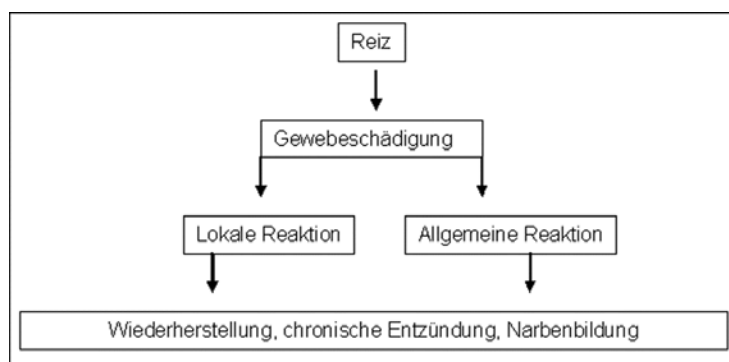 Reiz
Gewebeschädigung
Lokale Reaktion
Allgemeine Reaktion
Wiederherstellung, chronische Entzündung, Narbenbildung